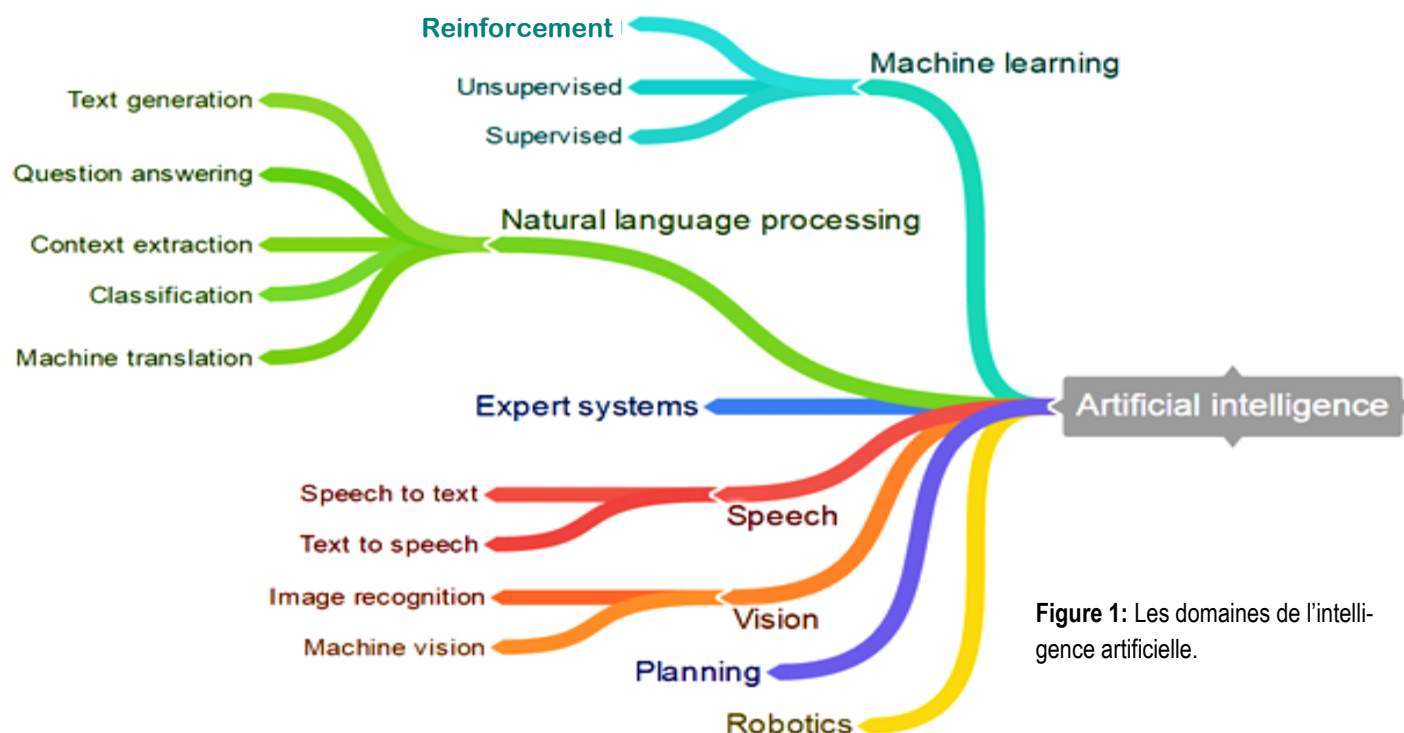 Reinforcement
Machine learning
Unsupervised
Supervised
Text generation
Question answering
Natural language processing
Context extraction
Classification
Machine translation
Expert systems
Artificial intelligence
Speech to text
Speech
Text to speech
Image recognition
Vision
Machine vision
Planning
Robotics
Figure 1: Les domaines de l'intelli-
gence artificielle.